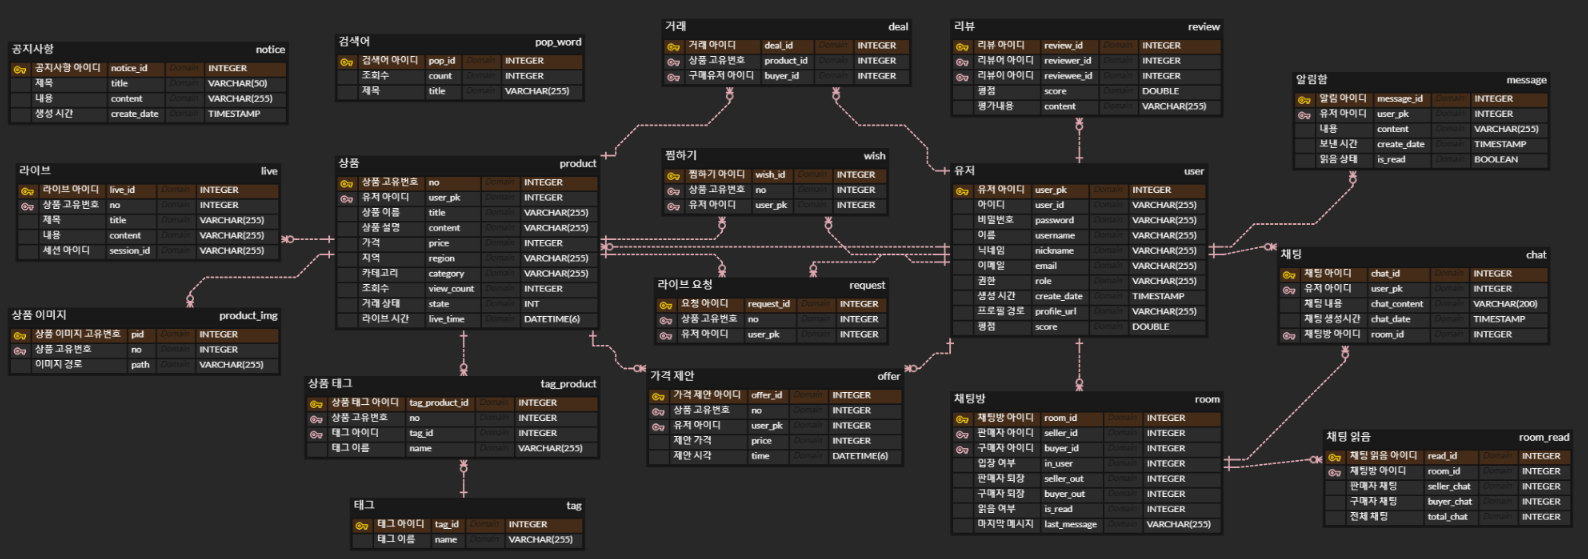 공지사항 notice
공지사항 아이디 notice_id Domain INTEGER
제목 title Domain VARCHAR(50)
내용 content Domain VARCHAR(255)
생성 시간 create_date Domain TIMESTAMP
검색어 pop_word
검색어 아이디 pop_id Domain INTEGER
조회수 count Domain INTEGER
제목 title Domain VARCHAR(255)
거래 deal
거래 아이디 deal_id Domain INTEGER
상품 고유번호 product_id Domain INTEGER
구매유저 아이디 buyer_id Domain INTEGER
리뷰 review
리뷰 아이디 review_id Domain INTEGER
리뷰어 아이디 reviewer_id Domain INTEGER
리뷰이 아이디 reviewee_id Domain INTEGER
평점 score Domain DOUBLE
평가내용 content Domain VARCHAR(255)
알림함 message
알림 아이디 message_id Domain INTEGER
유저 아이디 user_pk Domain INTEGER
내용 content Domain VARCHAR(255)
보낸 시간 create_date Domain TIMESTAMP
읽음 상태 is_read Domain BOOLEAN
라이브 live
라이브 아이디 live_id Domain INTEGER
상품 고유번호 no Domain INTEGER
제목 title Domain VARCHAR(255)
내용 content Domain VARCHAR(255)
세션 아이디 session_id Domain VARCHAR(255)
상품 product
상품 고유번호 no Domain INTEGER
유저 아이디 user_pk Domain INTEGER
상품 이름 title Domain VARCHAR(255)
상품 설명 content Domain VARCHAR(255)
가격 price Domain INTEGER
지역 region Domain VARCHAR(255)
카테고리 category Domain VARCHAR(255)
조회수 view_count Domain INTEGER
거래 상태 state Domain INT
라이브 시간 live_time Domain DATETIME(6)
찜하기 wish
찜하기 아이디 wish_id Domain INTEGER
상품 고유번호 no Domain INTEGER
유저 아이디 user_pk Domain INTEGER
유저 user
유저 아이디 user_pk Domain INTEGER
아이디 user_id Domain VARCHAR(255)
비밀번호 password Domain VARCHAR(255)
이름 username Domain VARCHAR(255)
닉네임 nickname Domain VARCHAR(255)
이메일 email Domain VARCHAR(255)
권한 role Domain VARCHAR(255)
생성 시간 create_date Domain TIMESTAMP
프로필 경로 profile_url Domain VARCHAR(255)
평점 score Domain DOUBLE
채팅 chat
채팅 아이디 chat_id Domain INTEGER
유저 아이디 user_pk Domain INTEGER
채팅 내용 chat_content Domain VARCHAR(200)
채팅 생성시간 chat_date Domain TIMESTAMP
채팅방 아이디 room_id Domain INTEGER
라이브 요청 request
요청 아이디 request_id Domain INTEGER
상품 고유번호 no Domain INTEGER
유저 아이디 user_pk Domain INTEGER
상품 이미지 product_img
상품 이미지 고유번호 pid Domain INTEGER
상품 고유번호 no Domain INTEGER
이미지 경로 path Domain VARCHAR(255)
상품 태그 tag_product
상품 태그 아이디 tag_product_id Domain INTEGER
상품 고유번호 no Domain INTEGER
태그 아이디 tag_id Domain INTEGER
태그 이름 name Domain VARCHAR(255)
가격 제안 offer
가격 제안 아이디 offer_id Domain INTEGER
상품 고유번호 no Domain INTEGER
유저 아이디 user_pk Domain INTEGER
제안 가격 price Domain INTEGER
제안 시각 time Domain DATETIME(6)
채팅방 room
채팅방 아이디 room_id Domain INTEGER
판매자 아이디 seller_id Domain INTEGER
구매자 아이디 buyer_id Domain INTEGER
입장 여부 in_user Domain INTEGER
판매자 퇴장 seller_out Domain INTEGER
구매자 퇴장 buyer_out Domain INTEGER
읽음 여부 is_read Domain INTEGER
마지막 메시지 last_message Domain VARCHAR(255)
채팅 읽음 room_read
채팅 읽음 아이디 read_id Domain INTEGER
채팅방 아이디 room_id Domain INTEGER
판매자 채팅 seller_chat Domain INTEGER
구매자 채팅 buyer_chat Domain INTEGER
전체 채팅 total_chat Domain INTEGER
태그 tag
태그 아이디 tag_id Domain INTEGER
태그 이름 name Domain VARCHAR(255)